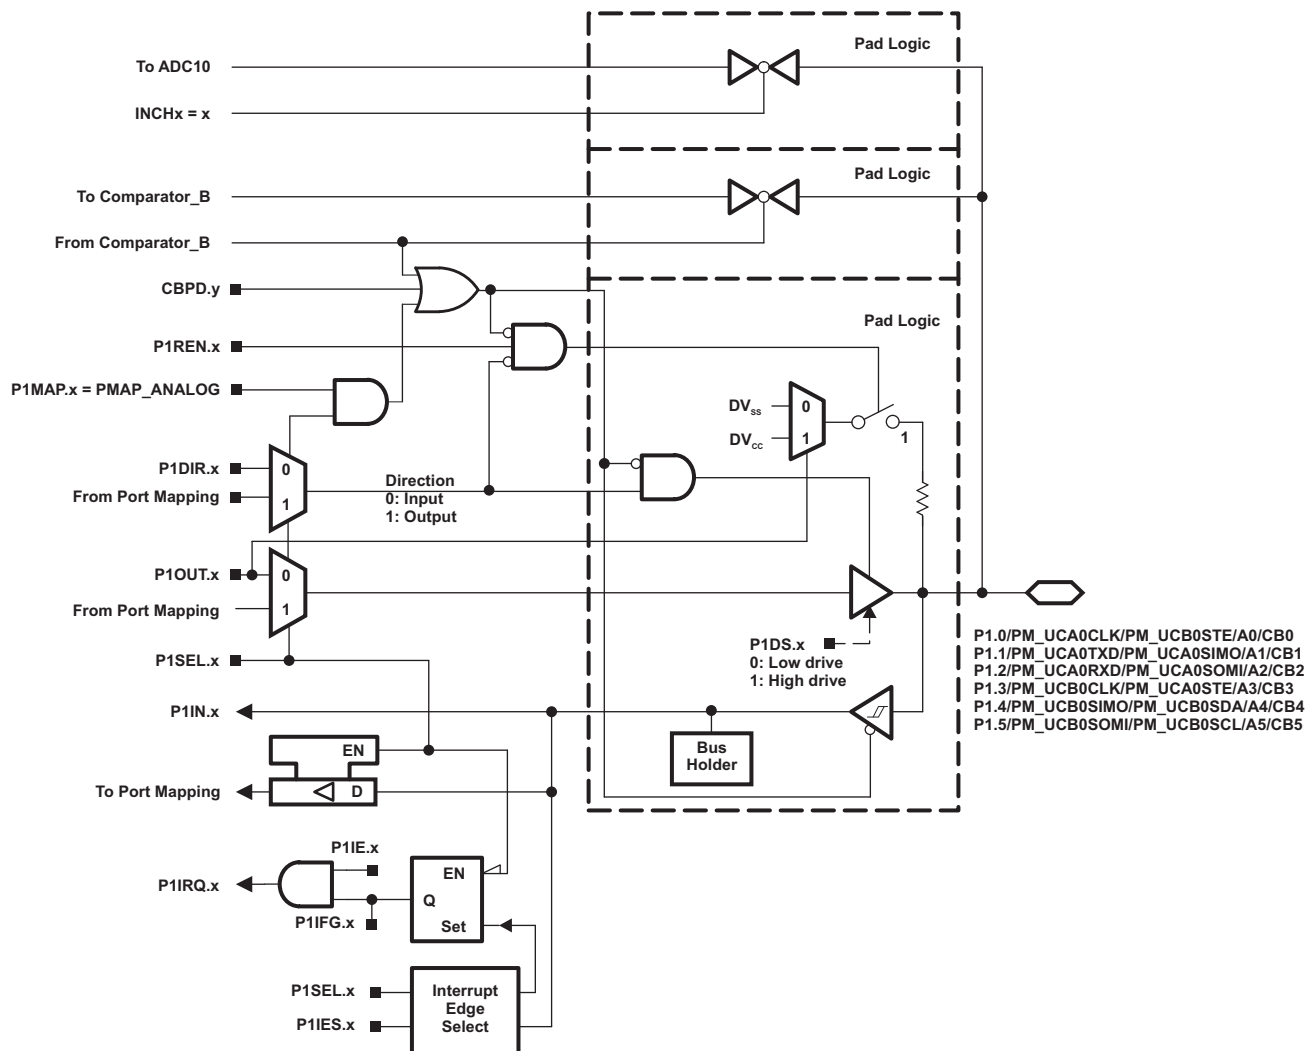 Pad Logic
To ADC10
INCHx = x
Pad Logic
To Comparator_B
From Comparator_B
CBPD.y
Pad Logic
P1REN.x
P1MAP.x = PMAP_ANALOG
DVSS
0
DVCC
1
1
P1DIR.x
0
From Port Mapping
1
Direction
0: Input
1: Output
P1OUT.x
0
From Port Mapping
1
P1DS.x
0: Low drive
1: High drive
P1SEL.x
P1.0/PM_UCA0CLK/PM_UCB0STE/A0/CB0
P1.1/PM_UCA0TXD/PM_UCA0SIMO/A1/CB1
P1.2/PM_UCA0RXD/PM_UCA0SOMI/A2/CB2
P1.3/PM_UCB0CLK/PM_UCA0STE/A3/CB3
P1.4/PM_UCB0SIMO/PM_UCB0SDA/A4/CB4
P1.5/PM_UCB0SOMI/PM_UCB0SCL/A5/CB5
P1IN.x
Bus
Holder
EN
To Port Mapping
D
P1IE.x
P1IRQ.x
EN
Q
P1IFG.x
Set
P1SEL.x
P1IES.x
Interrupt
Edge
Select